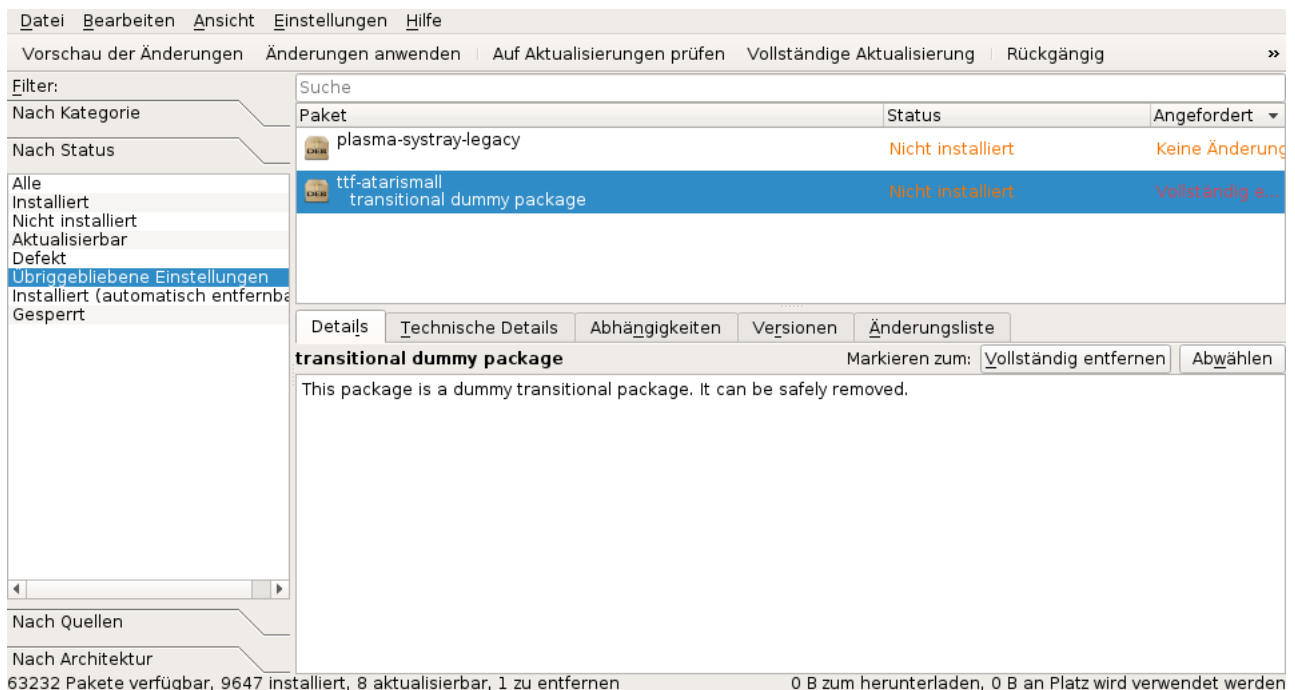 Datei Bearbeiten Ansicht Einstellungen Hilfe
Vorschau der Änderungen Änderungen anwenden Auf Aktualisierungen prüfen Vollständige Aktualisierung Rückgängig »
Filter:
Suche
Nach Kategorie
Paket Status Angefordert
plasma-systray-legacy
Nicht installiert Keine Änderung
Nach Status
ttf-atarismall
transitional dummy package
Nicht installiert Vollständig e...
Alle
Installiert
Nicht installiert
Aktualisierbar
Defekt
Übriggebliebene Einstellungen
Installiert (automatisch entfernba
Gesperrt
Details Technische Details Abhängigkeiten Versionen Änderungsliste
transitional dummy package Markieren zum: Vollständig entfernen Abwählen
This package is a dummy transitional package. It can be safely removed.
Nach Quellen
Nach Architektur
63232 Pakete verfügbar, 9647 installiert, 8 aktualisierbar, 1 zu entfernen 0 B zum herunterladen, 0 B an Platz wird verwendet werden